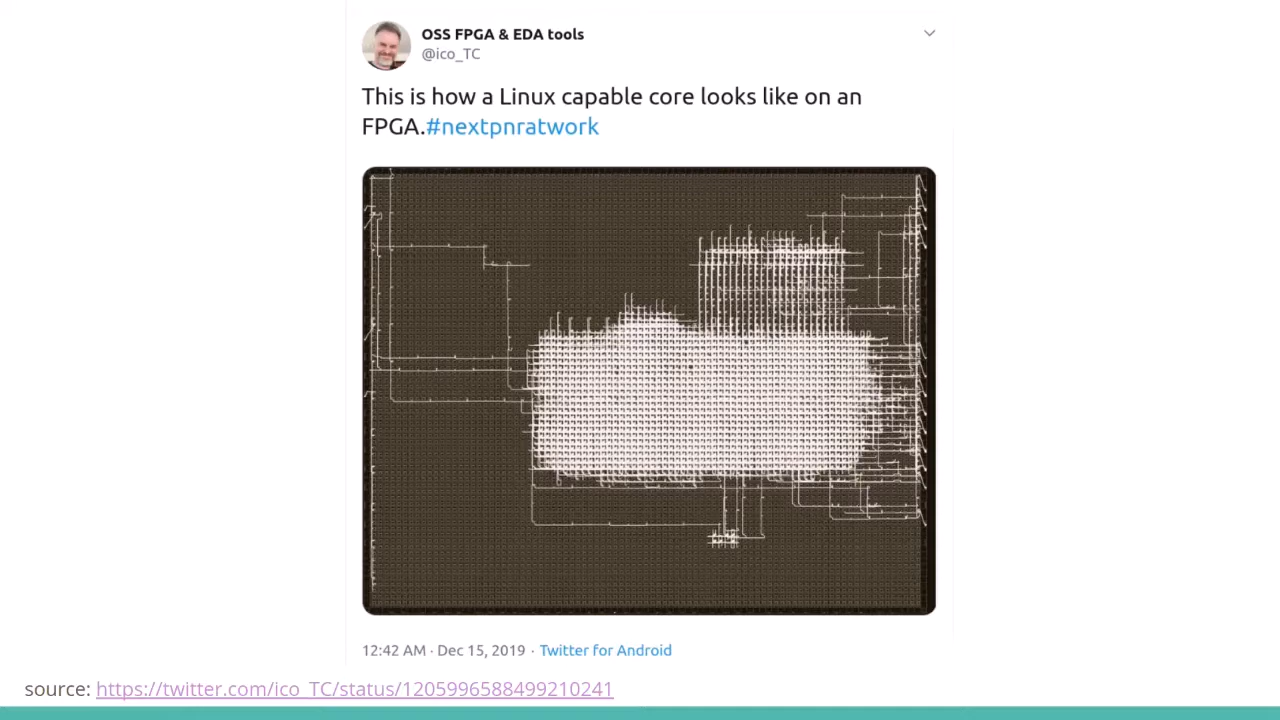 OSS FPGA & EDA tools
@ico_TC
This is how a Linux capable core looks like on an
FPGA.#nextpnratwork
12:42 AM · Dec 15, 2019 · Twitter for Android
source: https://twitter.com/ico_TC/status/1205996588499210241